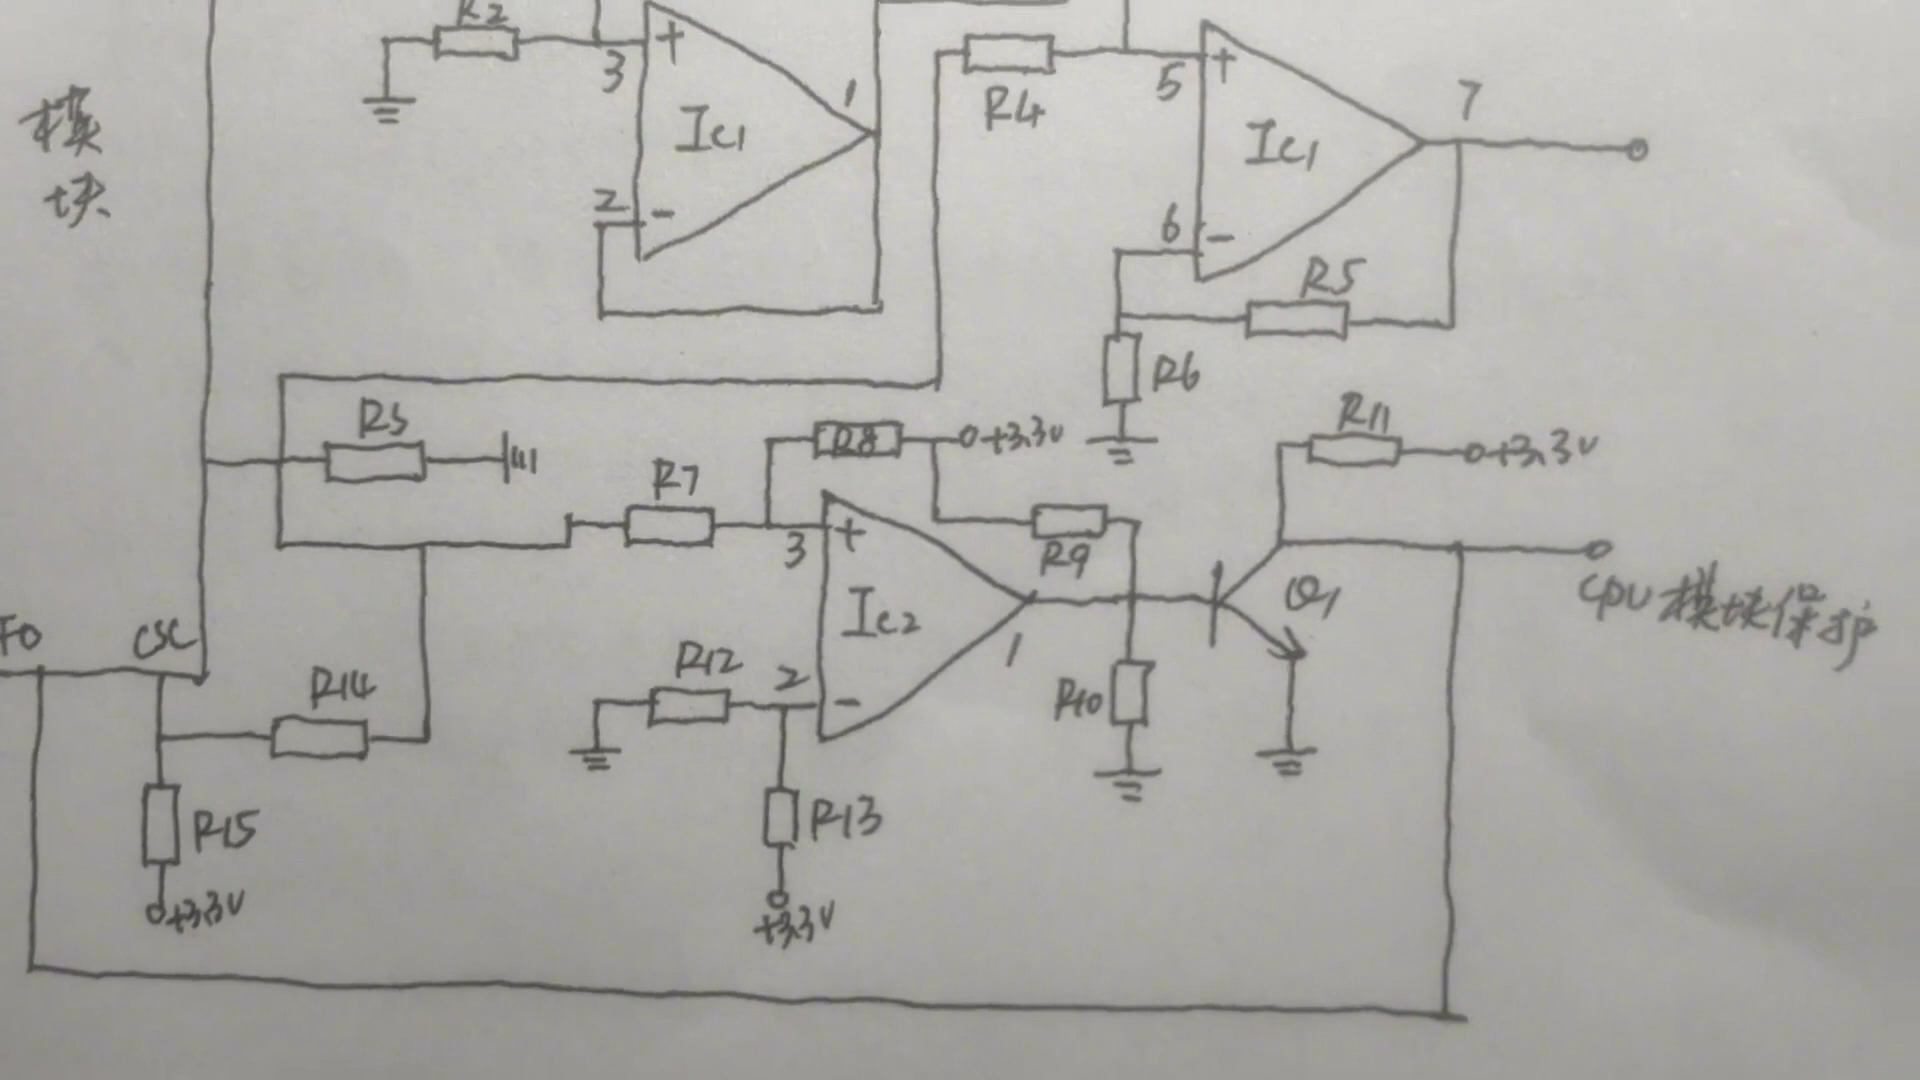 R2
+
3
Ic1
1
2
-
模
块
R4
5
+
Ic1
7
6
-
R5
R6
R5
R7
R8
+3.3V
R9
R11
+3.3V
3
+
Ic2
1
R12
2
-
R10
Q1
CPU模块保护
FO
CSC
R14
R15
+3.3V
R13
+3.3V